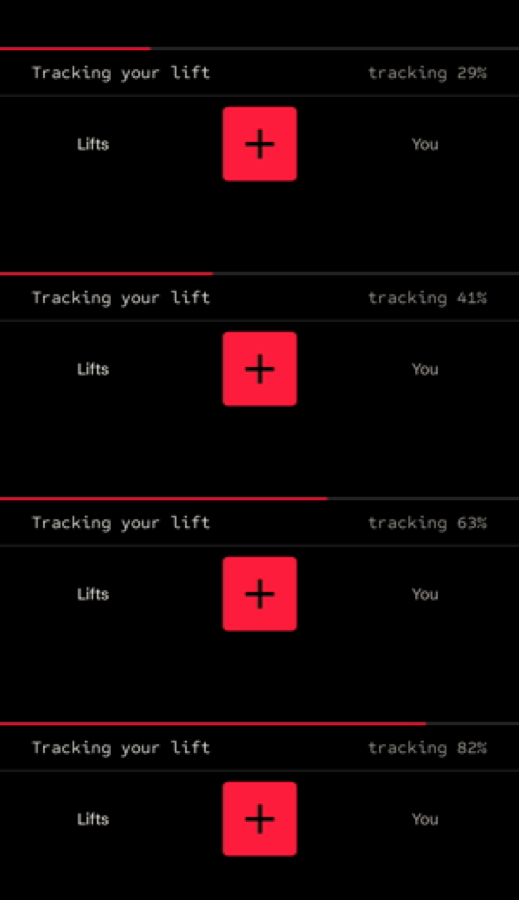 Tracking your lift tracking 29%
Lifts + You
Tracking your lift tracking 41%
Lifts + You
Tracking your lift tracking 63%
Lifts + You
Tracking your lift tracking 82%
Lifts + You